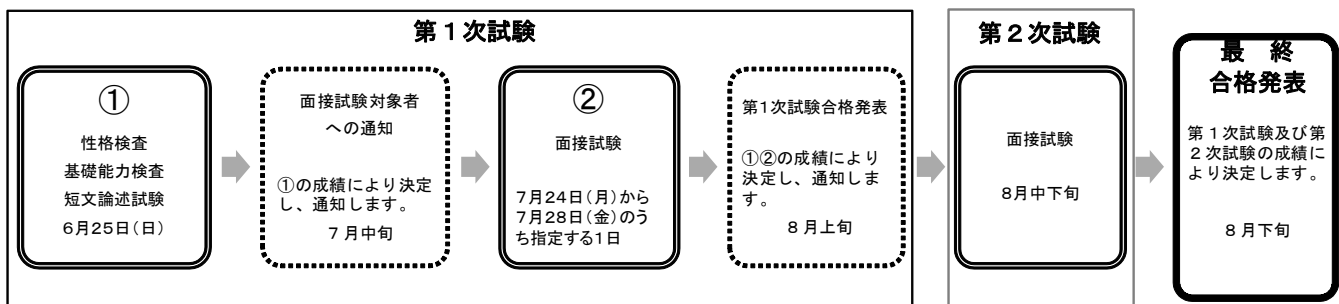 第１次試験
①
性格検査
基礎能力検査
短文論述試験
６月25日（日）
面接試験対象者
への通知
①の成績により決定
し、通知します。
７月中旬
②
面接試験
7月24日（月）から
7月28日（金）のう
ち指定する1日
第1次試験合格発表
①②の成績により
決定し、通知しま
す。
８月上旬
第２次試験
面接試験
8月中下旬
最　終
合格発表
第１次試験及び第
２次試験の成績に
より決定します。
８月下旬